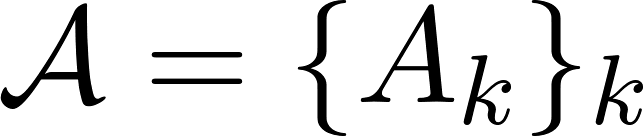 𝒜 = {A_k}_k